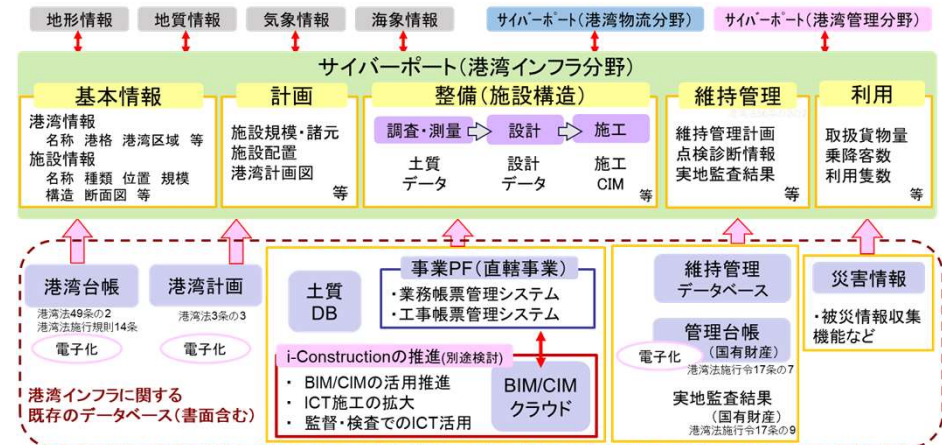 地形情報
地質情報
気象情報
海象情報
サイバーポート(港湾物流分野)
サイバーポート(港湾管理分野)
サイバーポート(港湾インフラ分野)
基本情報
港湾情報
名称 港格 港湾区域 等
施設情報
名称 種類 位置 規模
構造 断面図 等
計画
施設規模・諸元
施設配置
港湾計画図
等
整備(施設構造)
調査・測量
設計
施工
土質
データ
設計
データ
施工
CIM
等
維持管理
維持管理計画
点検診断情報
実地監査結果
等
利用
取扱貨物量
乗降客数
利用隻数
等
港湾台帳
港湾法49条の2
港湾法施行規則14条
電子化
港湾計画
港湾法3条の3
電子化
港湾インフラに関する
既存のデータベース(書面含む)
土質
DB
事業PF(直轄事業)
・業務帳票管理システム
・工事帳票管理システム
i-Constructionの推進(別途検討)
・ BIM/CIMの活用推進
・ ICT施工の拡大
・ 監督・検査でのICT活用
BIM/CIM
クラウド
維持管理
データベース
管理台帳
(国有財産)
電子化
港湾法施行令17条の7
実地監査結果
(国有財産)
港湾法施行令17条の9
災害情報
・被災情報収集
機能など